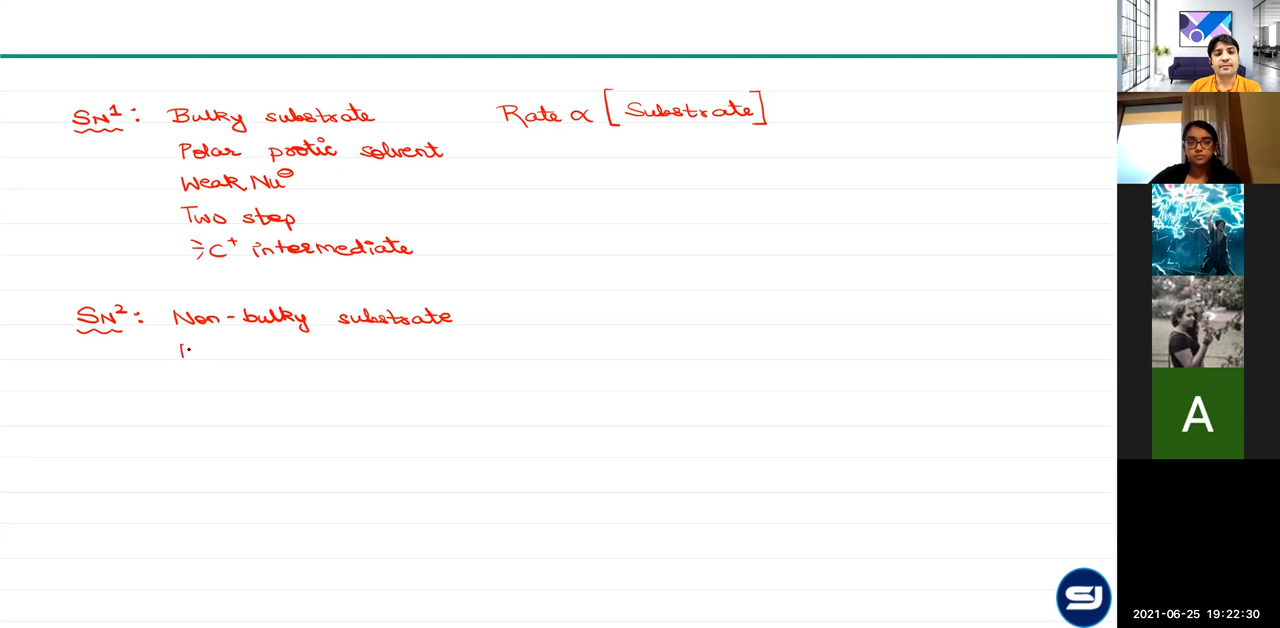 SN1: Bulky substrate Rate ∝ [Substrate]
Polar protic solvent
Weak Nu⊖
Two step
C+ intermediate
SN2: Non-bulky substrate
A
SJ
2021-06-25 19:22:30